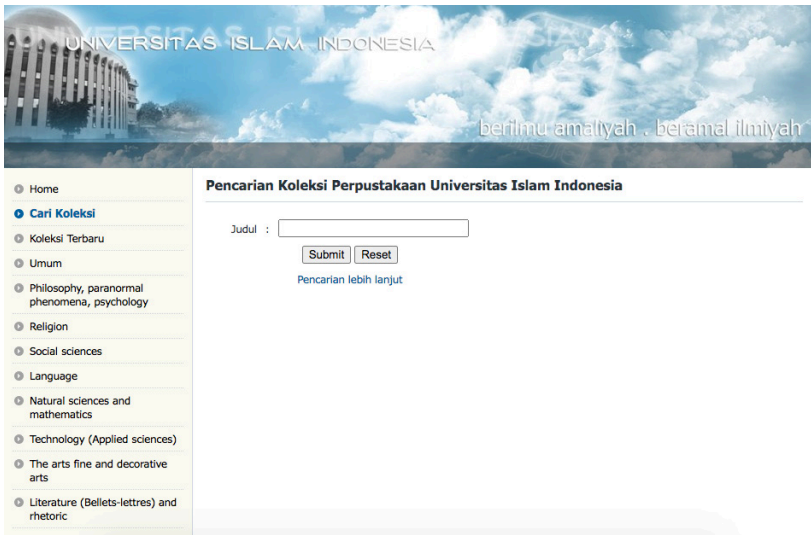 UNIVERSITAS ISLAM INDONESIA
berilmu amaliyah . beramal ilmiyah
Home
Cari Koleksi
Koleksi Terbaru
Umum
Philosophy, paranormal
phenomena, psychology
Religion
Social sciences
Language
Natural sciences and
mathematics
Technology (Applied sciences)
The arts fine and decorative
arts
Literature (Bellets-lettres) and
rhetoric
Pencarian Koleksi Perpustakaan Universitas Islam Indonesia
Judul :
Submit Reset
Pencarian lebih lanjut